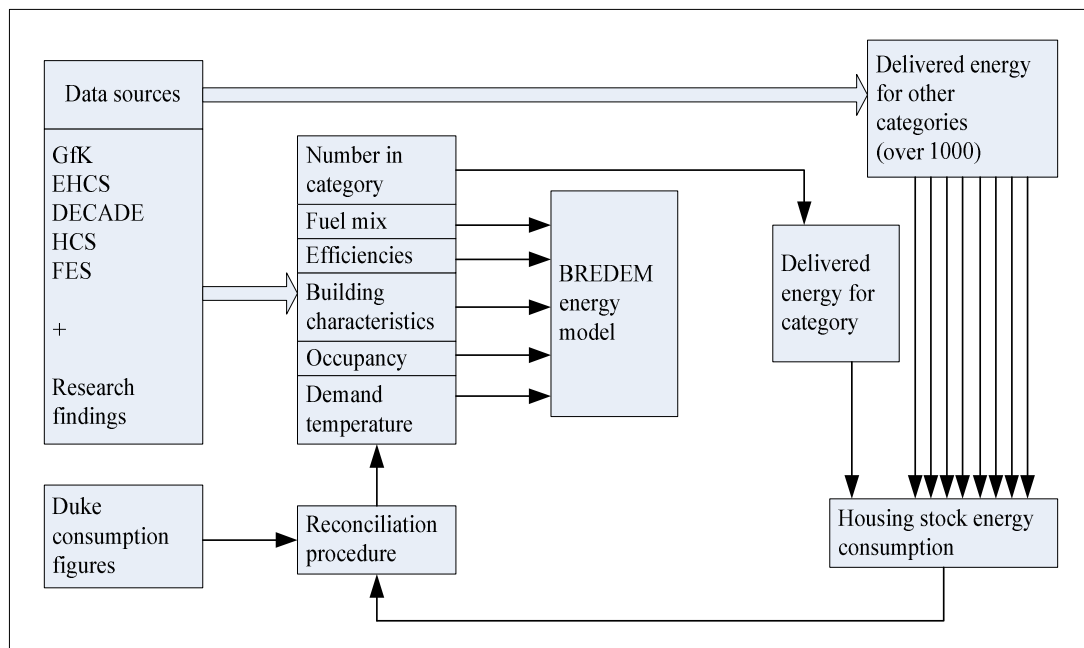 Data sources
GfK
EHCS
DECADE
HCS
FES
+
Research
findings
Duke
consumption
figures
Number in
category
Fuel mix
Efficiencies
Building
characteristics
Occupancy
Demand
temperature
Reconciliation
procedure
BREDEM
energy
model
Delivered
energy for
category
Delivered energy
for other
categories
(over 1000)
Housing stock energy
consumption